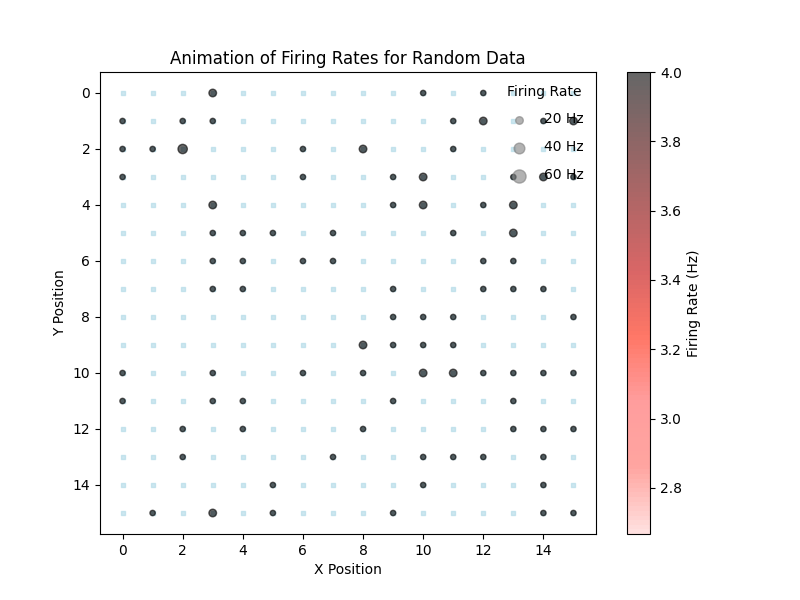 Animation of Firing Rates for Random Data
Firing Rate
20 Hz
40 Hz
60 Hz
0
2
4
6
8
10
12
14
Y Position
0 2 4 6 8 10 12 14
X Position
4.0
3.8
3.6
3.4
3.2
3.0
2.8
Firing Rate (Hz)